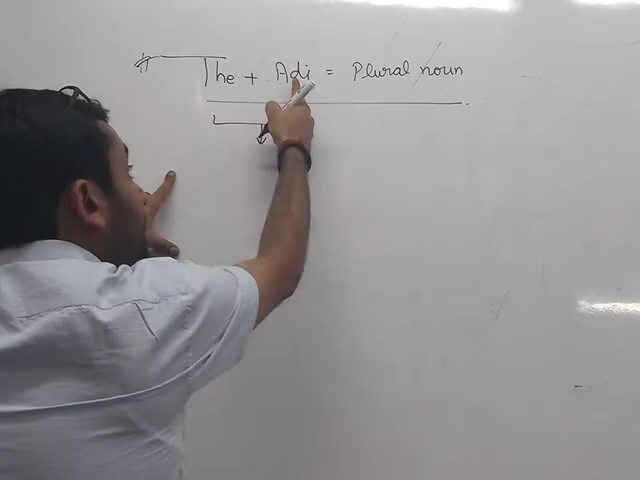 The + Adj = Plural noun